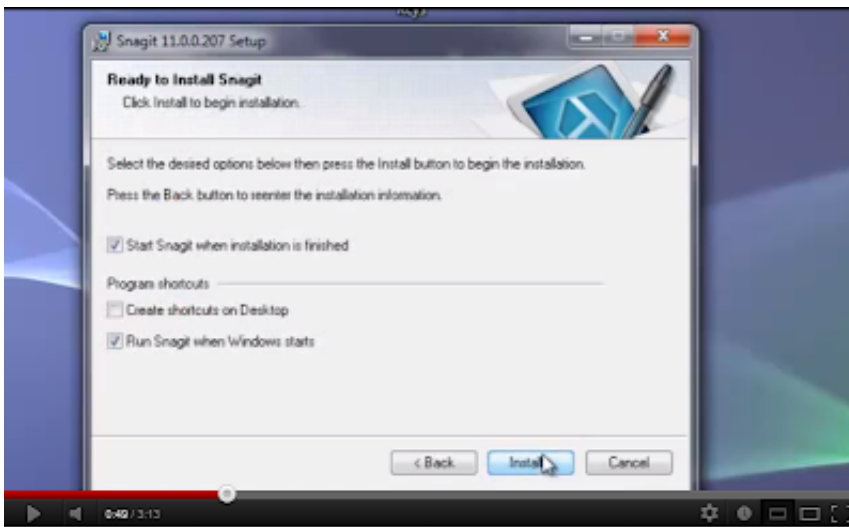 Keys
Snagit 11.0.0.207 Setup
Ready to Install Snagit
Click Install to begin installation.
Select the desired options below then press the Install button to begin the installation.
Press the Back button to reenter the installation information.
Start Snagit when installation is finished
Program shortcuts
Create shortcuts on Desktop
Run Snagit when Windows starts
< Back
Install
Cancel
0:49 / 3:13